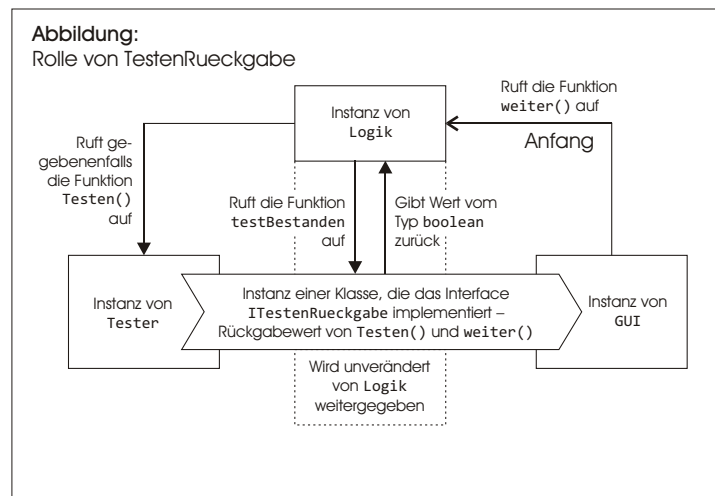 Abbildung:
Rolle von TestenRueckgabe
Ruft die Funktion
weiter() auf
Anfang
Instanz von
Logik
Ruft ge-
gebenenfalls
die Funktion
Testen()
auf
Ruft die Funktion
testBestanden
auf
Gibt Wert vom
Typ boolean
zurück
Instanz von
Tester
Instanz einer Klasse, die das Interface
ITestenRueckgabe implementiert –
Rückgabewert von Testen() und weiter()
Instanz von
GUI
Wird unverändert
von Logik
weitergegeben